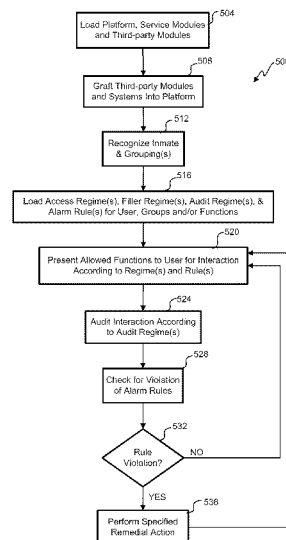 504
Load Platform, Service Modules
and Third-party Modules
508
Graft Third-party Modules
and Systems Into Platform
512
Recognize Inmate
& Grouping(s)
516
Load Access Regime(s), Filler Regime(s), Audit Regime(s), &
Alarm Rule(s) for User, Groups and/or Functions
520
Present Allowed Functions to User for Interaction
According to Regime(s) and Rule(s)
524
Audit Interaction According
to Audit Regime(s)
528
Check for Violation
of Alarm Rules
532
Rule
Violation?
NO
YES
536
Perform Specified
Remedial Action